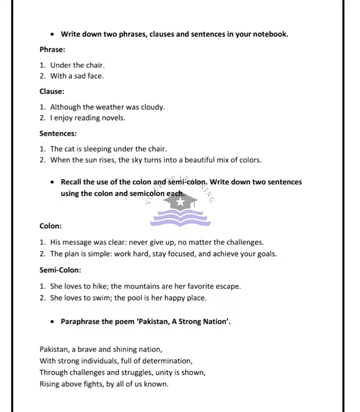 • Write down two phrases, clauses and sentences in your notebook.
Phrase:
1. Under the chair.
2. With a sad face.
Clause:
1. Although the weather was cloudy.
2. I enjoy reading novels.
Sentences:
1. The cat is sleeping under the chair.
2. When the sun rises, the sky turns into a beautiful mix of colors.
• Recall the use of the colon and semi-colon. Write down two sentences
using the colon and semicolon each.
Colon:
1. His message was clear: never give up, no matter the challenges.
2. The plan is simple: work hard, stay focused, and achieve your goals.
Semi-Colon:
1. She loves to hike; the mountains are her favorite escape.
2. She loves to swim; the pool is her happy place.
• Paraphrase the poem ‘Pakistan, A Strong Nation’.
Pakistan, a brave and shining nation,
With strong individuals, full of determination,
Through challenges and struggles, unity is shown,
Rising above fights, by all of us known.